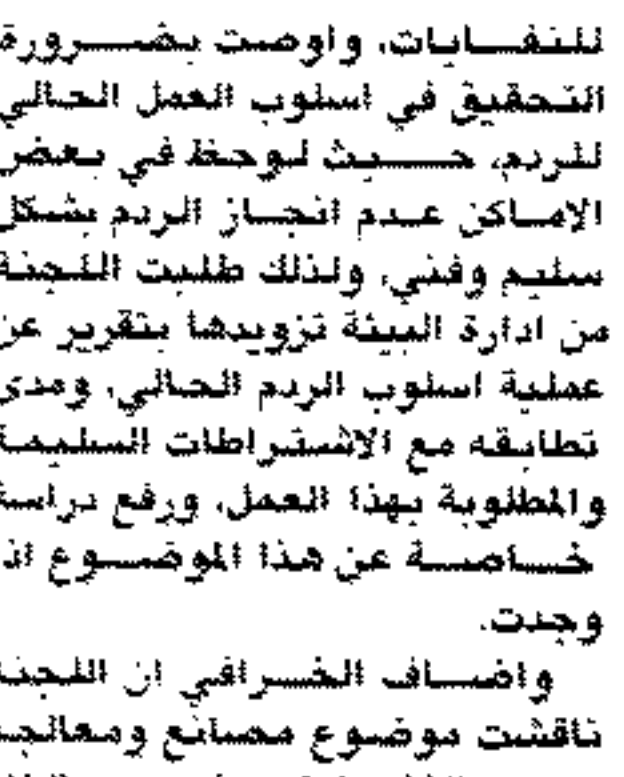 للنفايات، واوصت بضرورة
التحقيق في اسلوب العمل الحالي
للردم، حيث لوحظ في بعض
الاماكن عدم انجاز الردم بشكل
سليم وفني، ولذلك طلبت اللجنة
من ادارة البيئة تزويدها بتقرير عن
عملية اسلوب الردم الحالي، ومدى
تطابقه مع الاشتراطات السليمة
والمطلوبة بهذا العمل، ورفع دراسة
خاصة عن هذا الموضوع اذا
وجدت.
واضاف الخرافي ان اللجنة
ناقشت موضوع مصانع ومعالجة